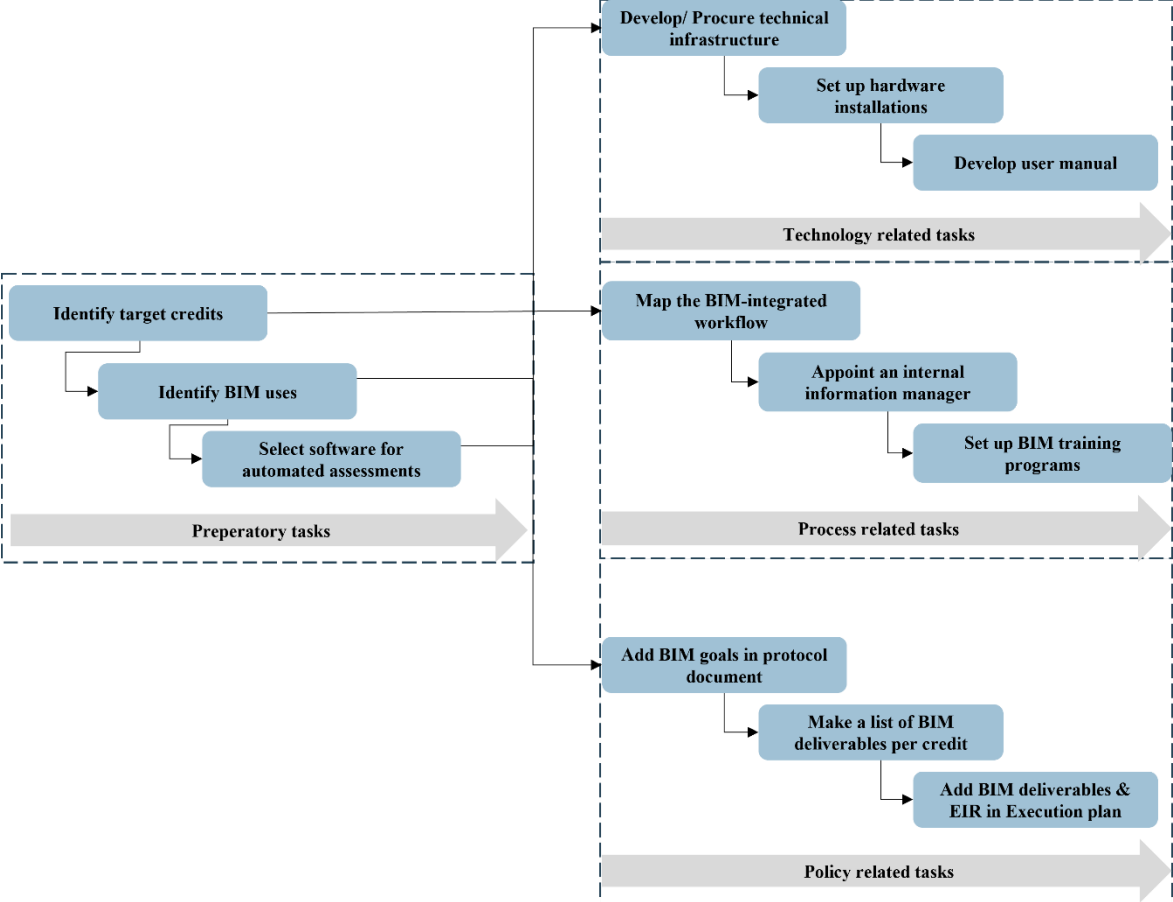 Identify target credits
Identify BIM uses
Select software for
automated assessments
Preperatory tasks
Develop/ Procure technical
infrastructure
Set up hardware
installations
Develop user manual
Technology related tasks
Map the BIM-integrated
workflow
Appoint an internal
information manager
Set up BIM training
programs
Process related tasks
Add BIM goals in protocol
document
Make a list of BIM
deliverables per credit
Add BIM deliverables &
EIR in Execution plan
Policy related tasks